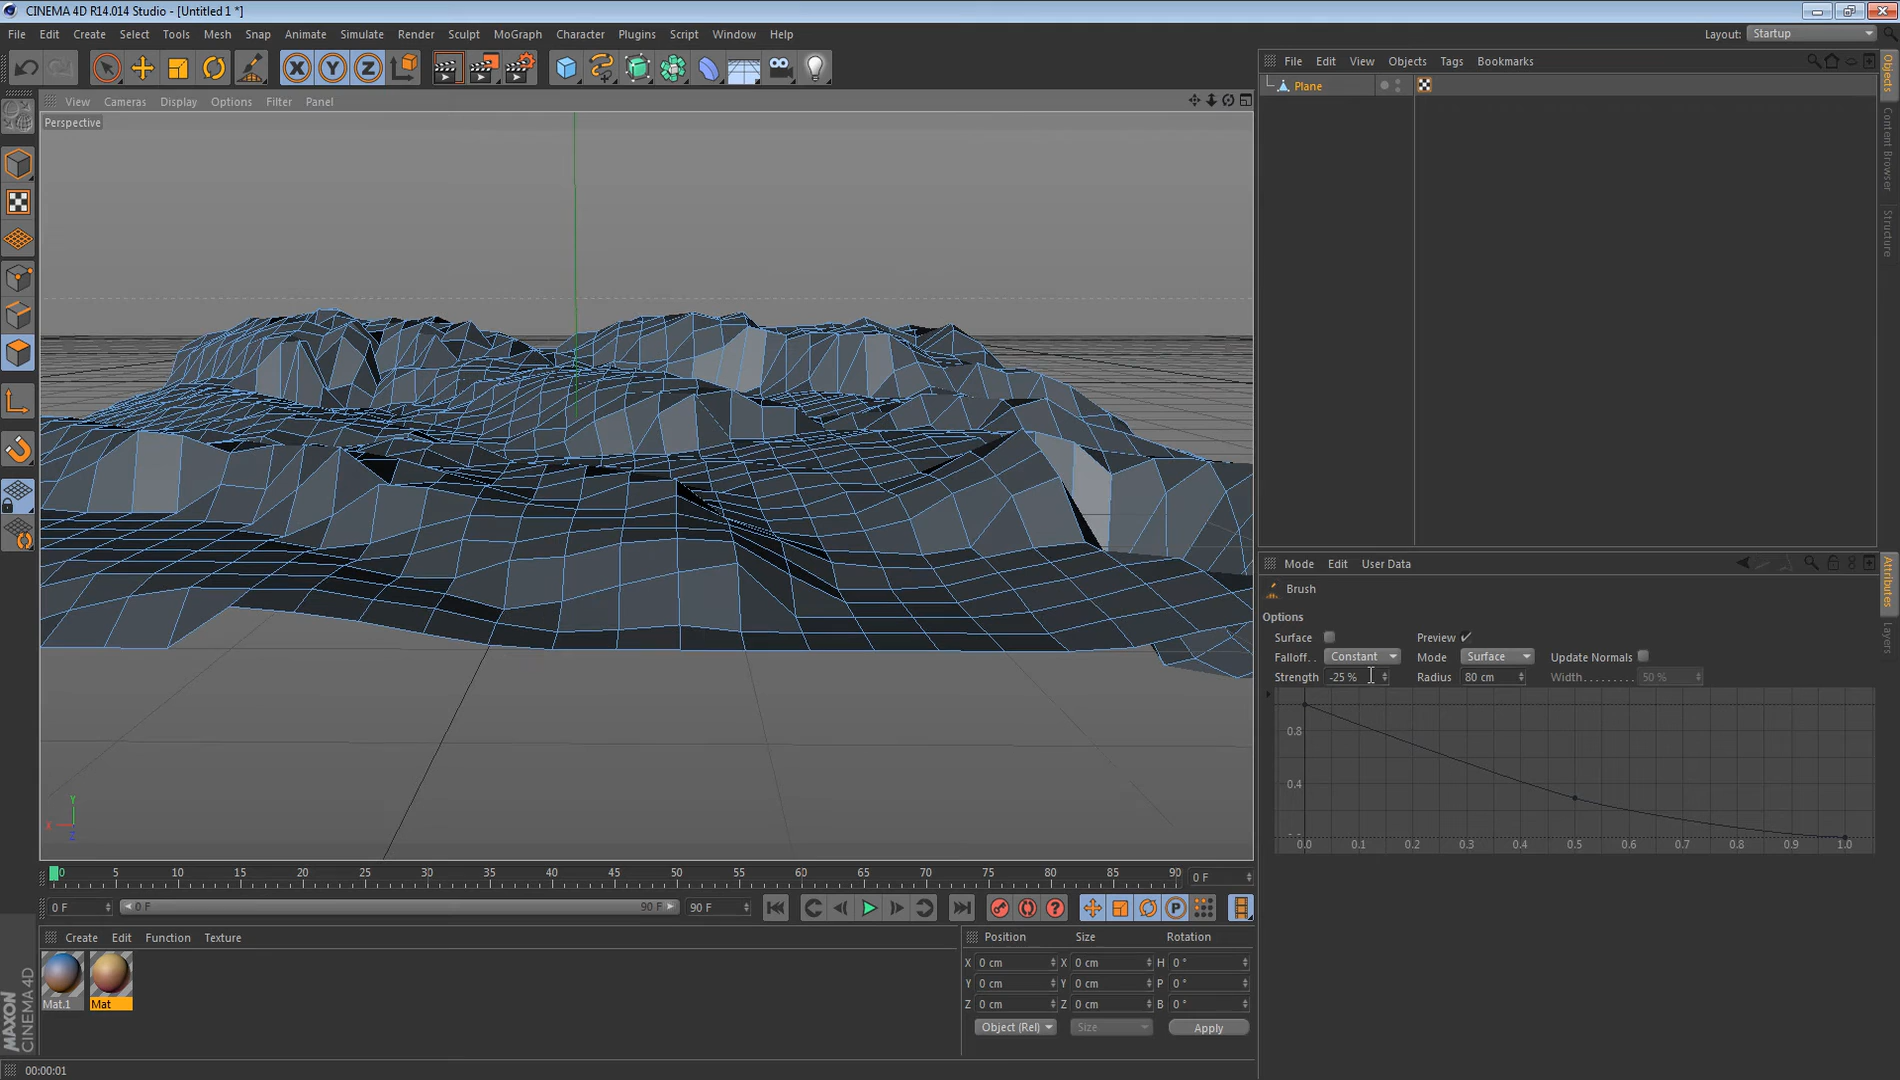 CINEMA 4D R14.014 Studio - [Untitled 1 *]
File Edit Create Select Tools Mesh Snap Animate Simulate Render Sculpt MoGraph Character Plugins Script Window Help
Layout: Startup
View Cameras Display Options Filter Panel
Perspective
File Edit View Objects Tags Bookmarks
Plane
Objects
Content Browser
Structure
Mode Edit User Data
Attributes
Layers
Brush
Options
Surface Preview
Falloff . . Constant Mode Surface Update Normals
Strength -25 % Radius 80 cm Width . . . . . . . . 50 %
0.8
0.4
0.0 0.1 0.2 0.3 0.4 0.5 0.6 0.7 0.8 0.9 1.0
Y
X
Z
0 5 10 15 20 25 30 35 40 45 50 55 60 65 70 75 80 85 90 0 F
0 F 0 F 90 F 90 F
Create Edit Function Texture
Mat.1 Mat
Position Size Rotation
X 0 cm X 0 cm H 0 °
Y 0 cm Y 0 cm P 0 °
Z 0 cm Z 0 cm B 0 °
Object (Rel) Size Apply
MAXON
CINEMA 4D
00:00:01